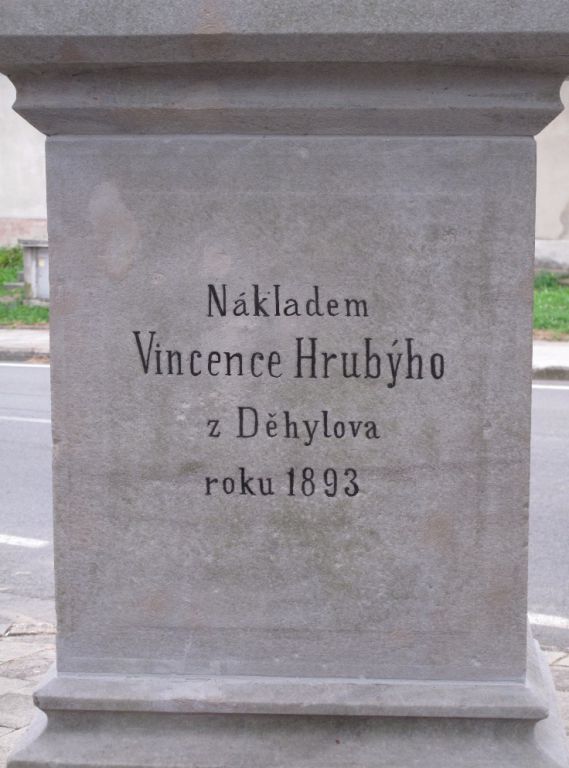 Nákladem
Vincence Hrubýho
z Děhylova
roku 1893